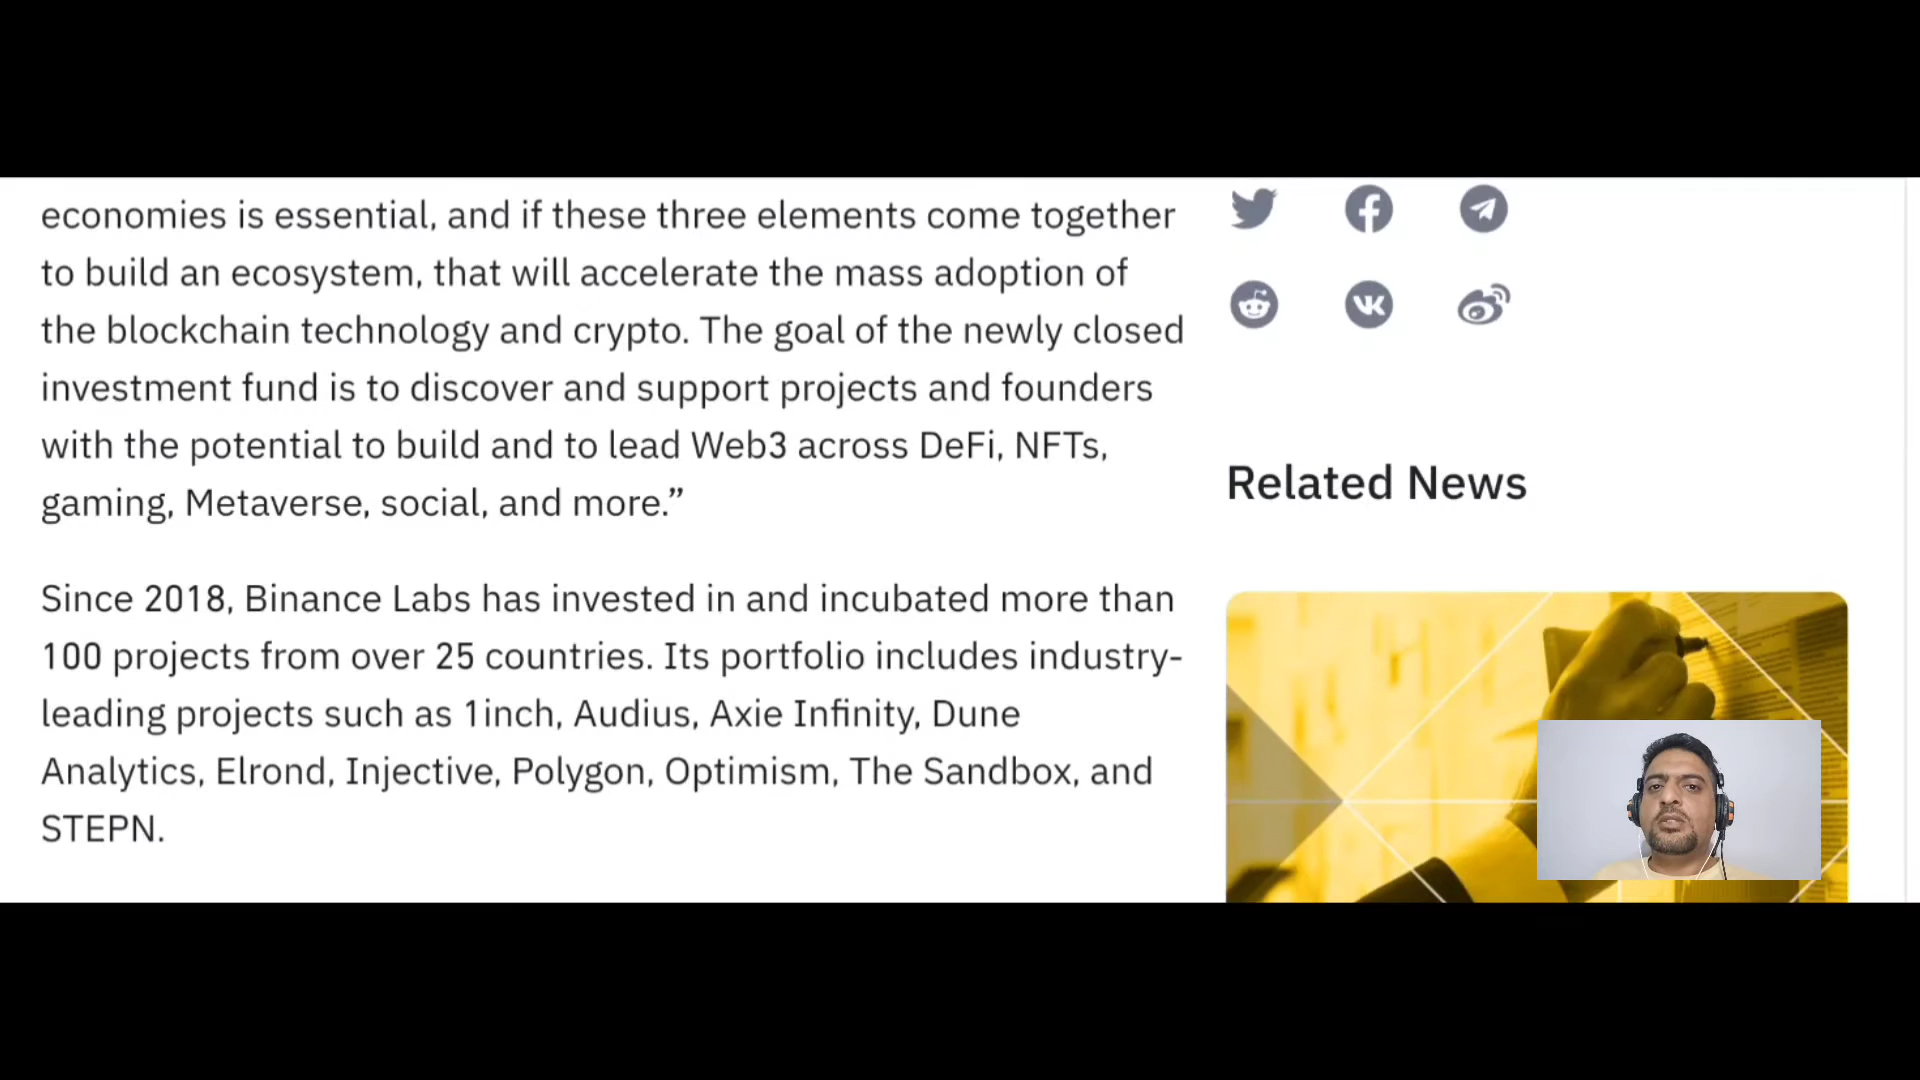 economies is essential, and if these three elements come together
to build an ecosystem, that will accelerate the mass adoption of
the blockchain technology and crypto. The goal of the newly closed
investment fund is to discover and support projects and founders
with the potential to build and to lead Web3 across DeFi, NFTs,
gaming, Metaverse, social, and more.”
Since 2018, Binance Labs has invested in and incubated more than
100 projects from over 25 countries. Its portfolio includes industry-
leading projects such as 1inch, Audius, Axie Infinity, Dune
Analytics, Elrond, Injective, Polygon, Optimism, The Sandbox, and
STEPN.
Related News